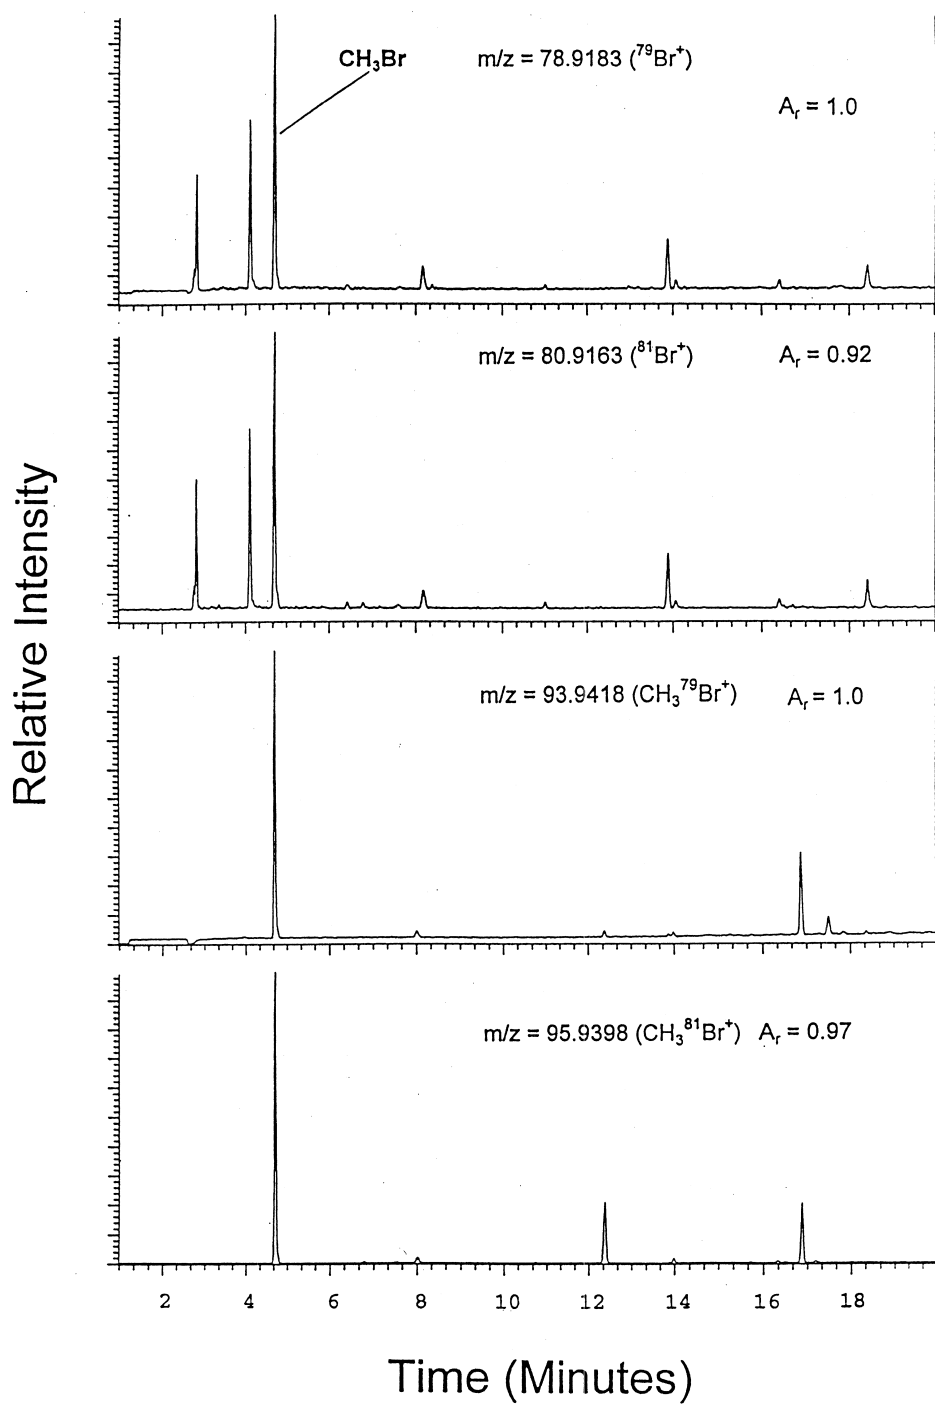 CH₃Br m/z = 78.9183 (⁷⁹Br⁺)
Aᵣ = 1.0
m/z = 80.9163 (⁸¹Br⁺) Aᵣ = 0.92
m/z = 93.9418 (CH₃⁷⁹Br⁺) Aᵣ = 1.0
m/z = 95.9398 (CH₃⁸¹Br⁺) Aᵣ = 0.97
Relative Intensity
2 4 6 8 10 12 14 16 18
Time (Minutes)